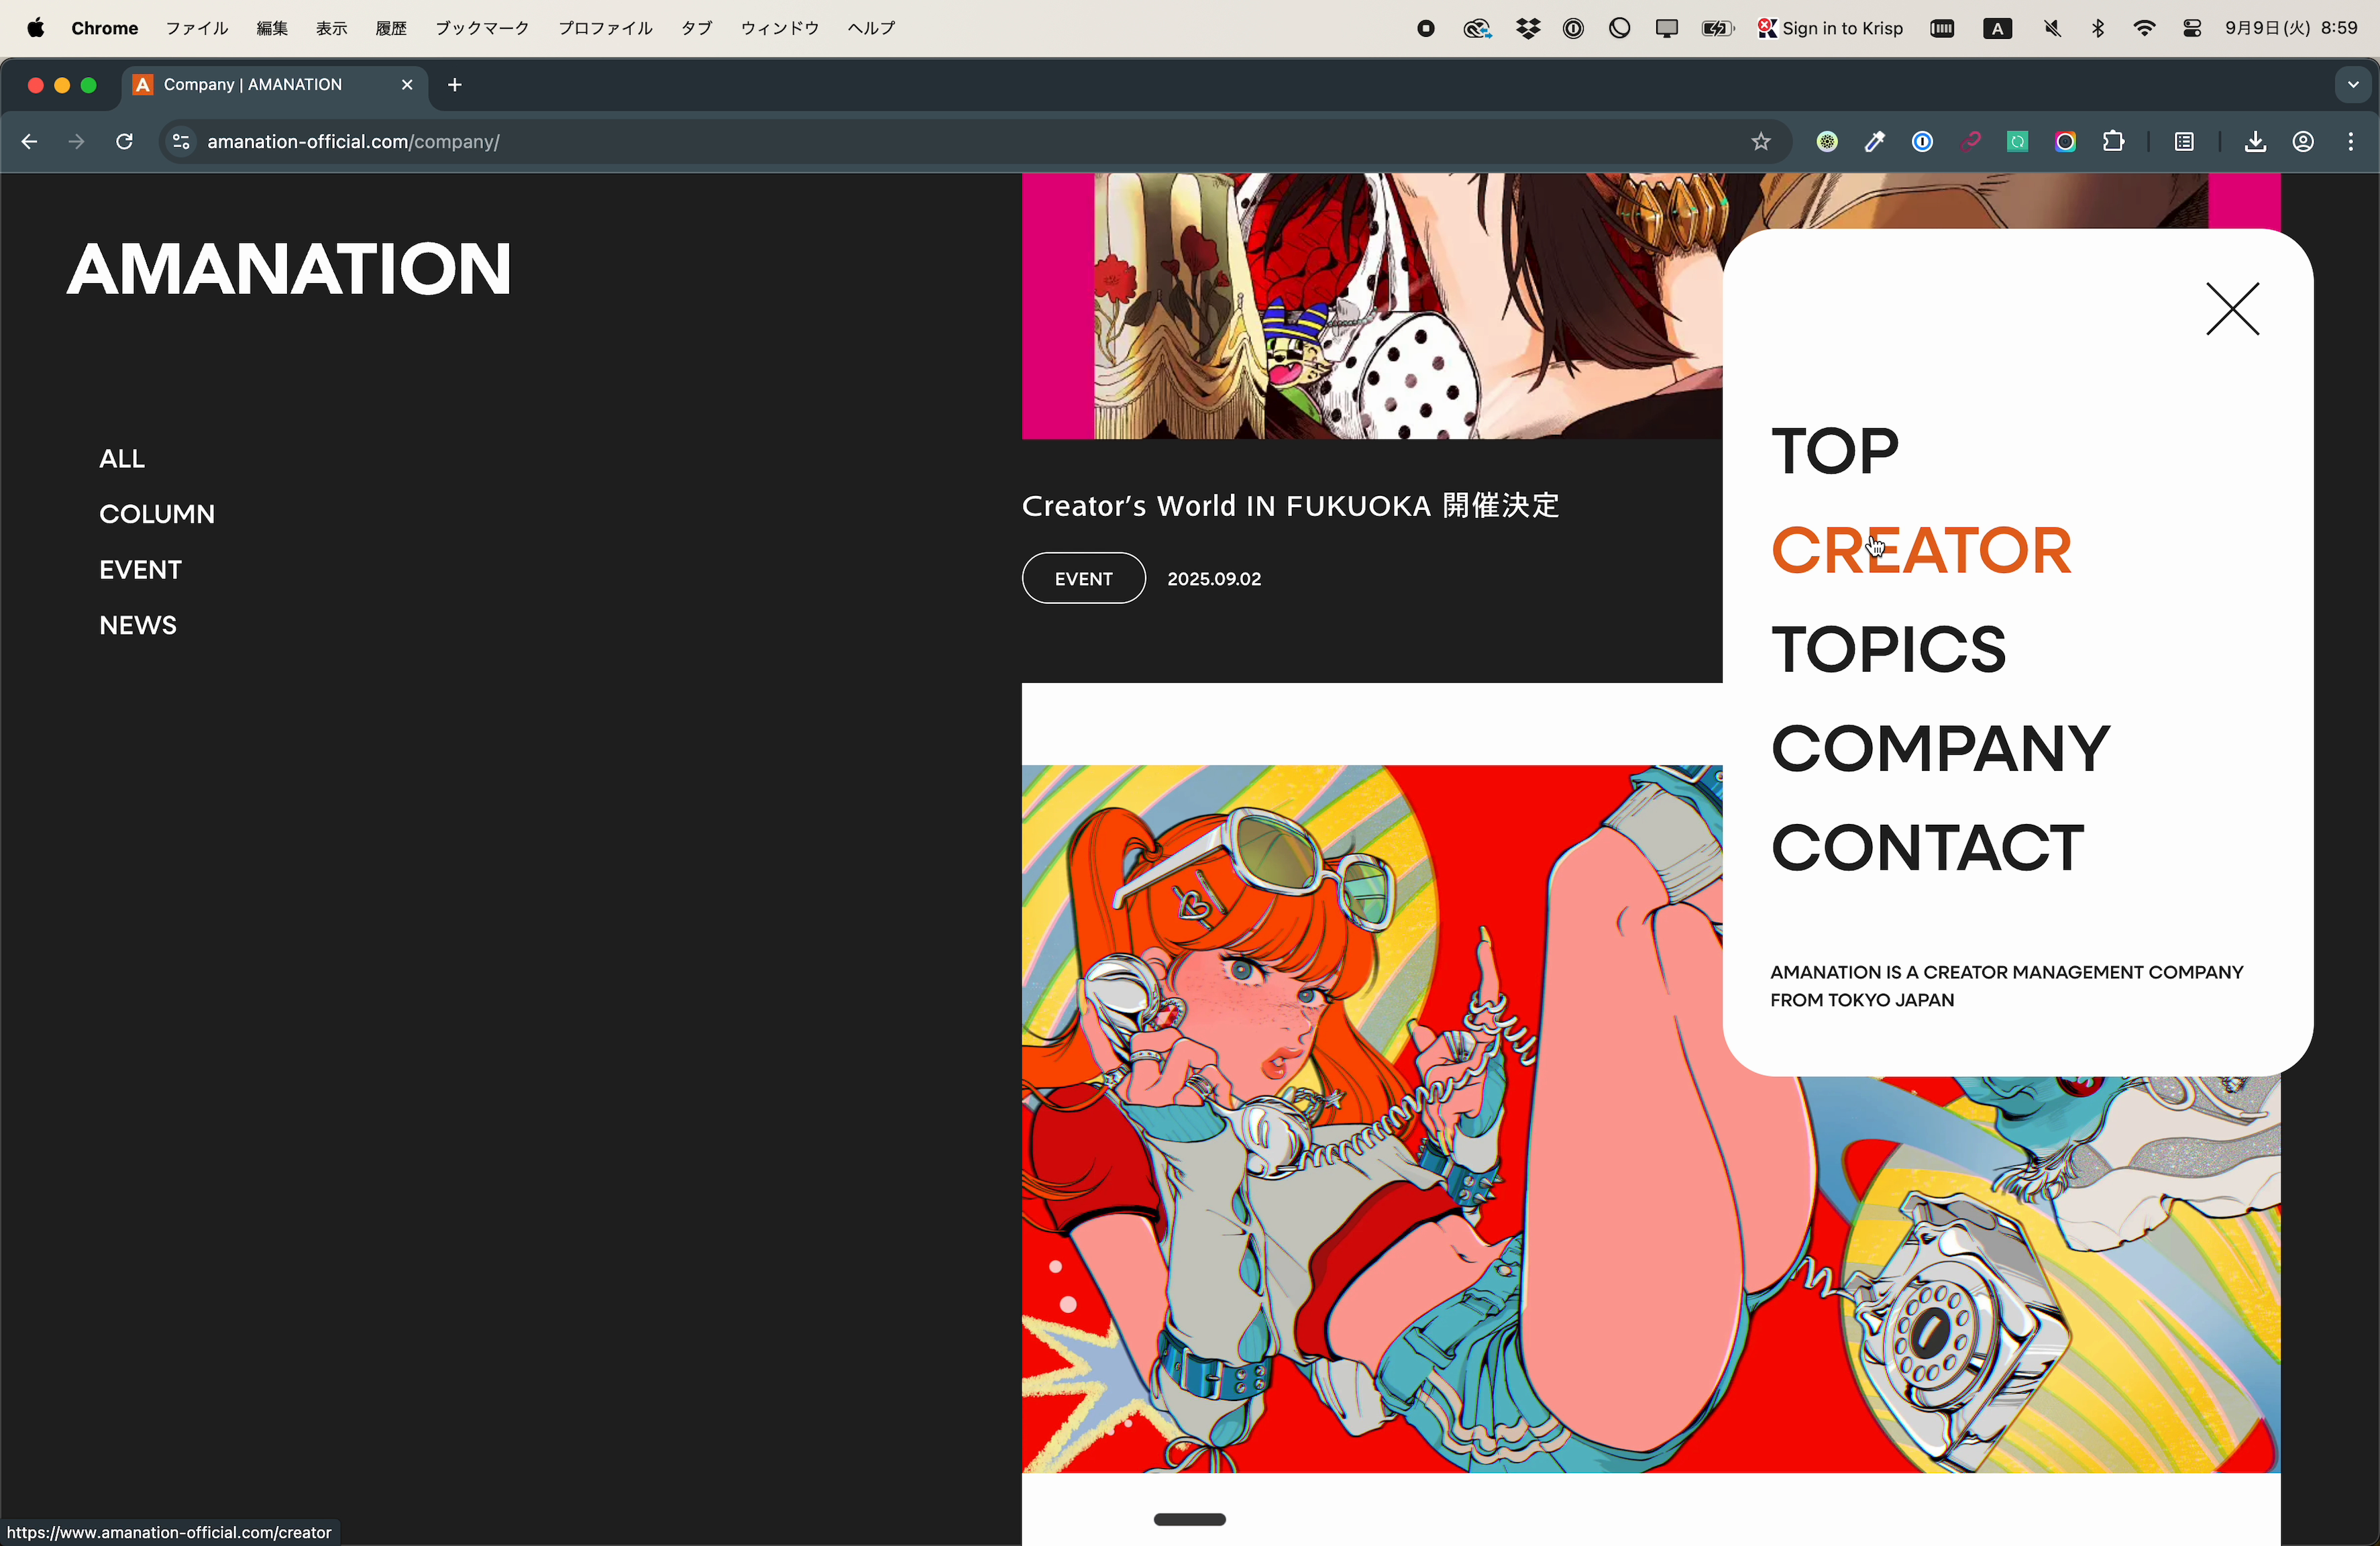 Chrome ファイル 編集 表示 履歴 ブックマーク プロファイル タブ ウィンドウ ヘルプ Sign in to Krisp A 9月9日(火) 8:59
A Company | AMANATION
amanation-official.com/company/
AMANATION
ALL
COLUMN
EVENT
NEWS
Creator's World IN FUKUOKA 開催決定
EVENT 2025.09.02
TOP
CREATOR
TOPICS
COMPANY
CONTACT
AMANATION IS A CREATOR MANAGEMENT COMPANY
FROM TOKYO JAPAN
https://www.amanation-official.com/creator